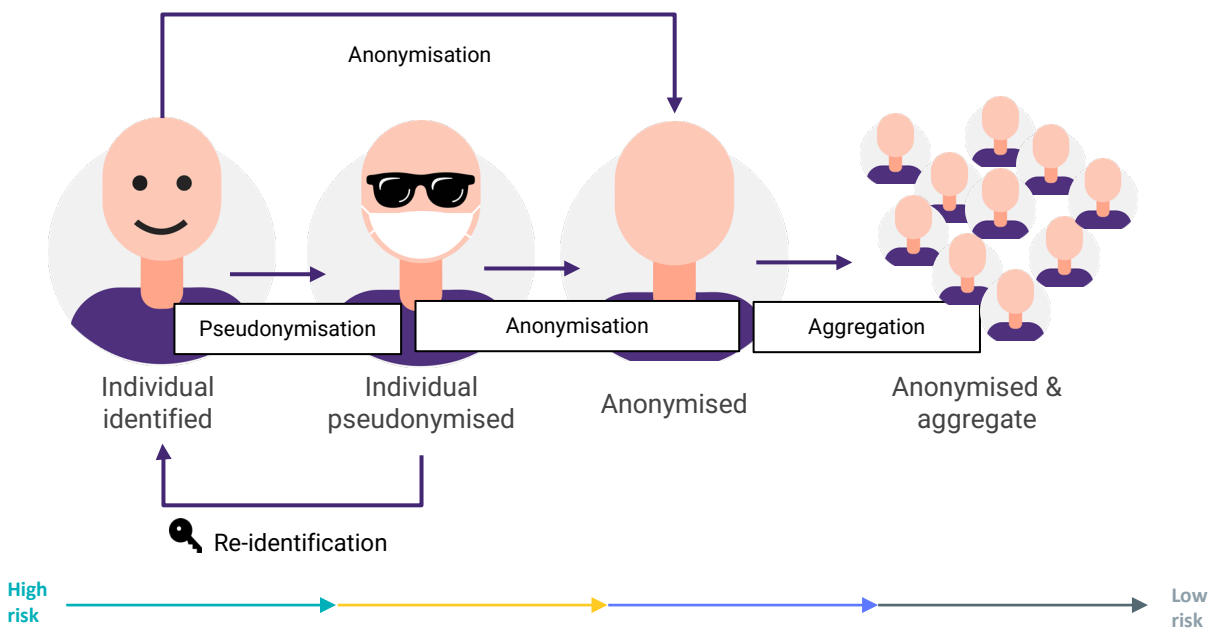 Anonymisation
Pseudonymisation
Anonymisation
Aggregation
Individual
identified
Individual
pseudonymised
Anonymised
Anonymised &
aggregate
Re-identification
High
risk
Low
risk